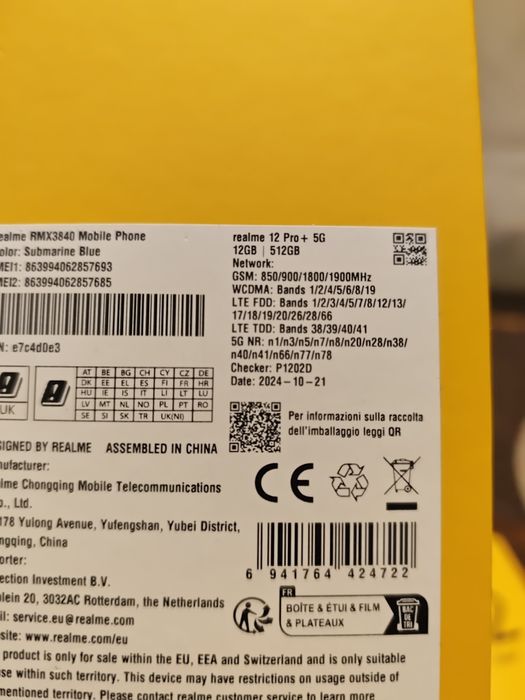 realme RMX3840 Mobile Phone
Color: Submarine Blue
IMEI1: 863994062857693
IMEI2: 863994062857685
N: e7c4d0e3
realme 12 Pro+ 5G
12GB | 512GB
Network:
GSM: 850/900/1800/1900MHz
WCDMA: Bands 1/2/4/5/6/8/19
LTE FDD: Bands 1/2/3/4/5/7/8/12/13/
17/18/19/20/26/28/66
LTE TDD: Bands 38/39/40/41
5G NR: n1/n3/n5/n7/n8/n20/n28/n38/
n40/n41/n66/n77/n78
Checker: P1202D
Date: 2024-10-21
UK
AT BE BG CH CY CZ DE
DK EE EL ES FI FR HR
HU IE IS IT LI LT LU
LV MT NL NO PL PT RO
SE SI SK TR UK(NI)
Per informazioni sulla raccolta
dell'imballaggio leggi QR
SIGNED BY REALME ASSEMBLED IN CHINA
nufacturer:
lme Chongqing Mobile Telecommunications
o., Ltd.
178 Yulong Avenue, Yufengshan, Yubei District,
ngqing, China
orter:
ection Investment B.V.
plein 20, 3032AC Rotterdam, the Netherlands
il: service.eu@realme.com
site: www.realme.com/eu
CE
6 941764 424722
FR
BOÎTE & ÉTUI & FILM
& PLATEAUX
BAC
DE
TRI
product is only for sale within the EU, EEA and Switzerland and is only suitable
se within such territory. This device may have restrictions on usage outside of
mentioned territory. Please contact realme customer service to learn more